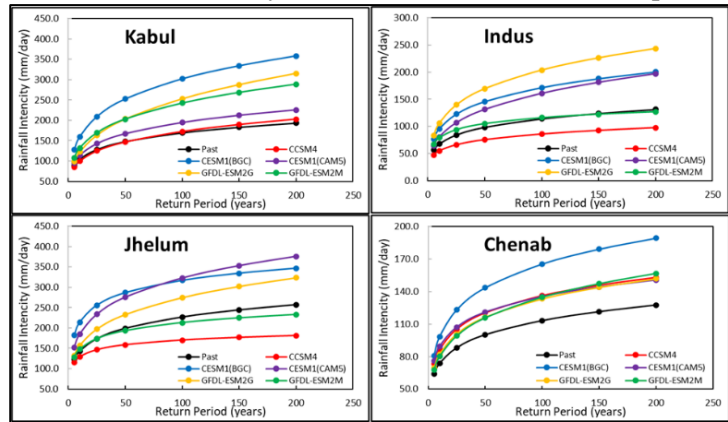 Kabul
Rainfall Intencity (mm/day)
450.0
400.0
350.0
300.0
250.0
200.0
150.0
100.0
50.0
0 50 100 150 200 250
Return Period (years)
Past CCSM4
CESM1(BGC) CESM1(CAM5)
GFDL-ESM2G GFDL-ESM2M
Indus
Rainfall Intencity (mm/day)
300.0
250.0
200.0
150.0
100.0
50.0
0.0
0 50 100 150 200 250
Return Period (years)
Past CCSM4
CESM1(BGC) CESM1(CAM5)
GFDL-ESM2G GFDL-ESM2M
Jhelum
Rainfall Intencity (mm/day)
450.0
400.0
350.0
300.0
250.0
200.0
150.0
100.0
50.0
0 50 100 150 200 250
Return Period (years)
Past CCSM4
CESM1(BGC) CESM1(CAM5)
GFDL-ESM2G GFDL-ESM2M
Chenab
Rainfall Intencity (mm/day)
200.0
170.0
140.0
110.0
80.0
50.0
0 50 100 150 200 250
Return Period (years)
Past CCSM4
CESM1(BGC) CESM1(CAM5)
GFDL-ESM2G GFDL-ESM2M